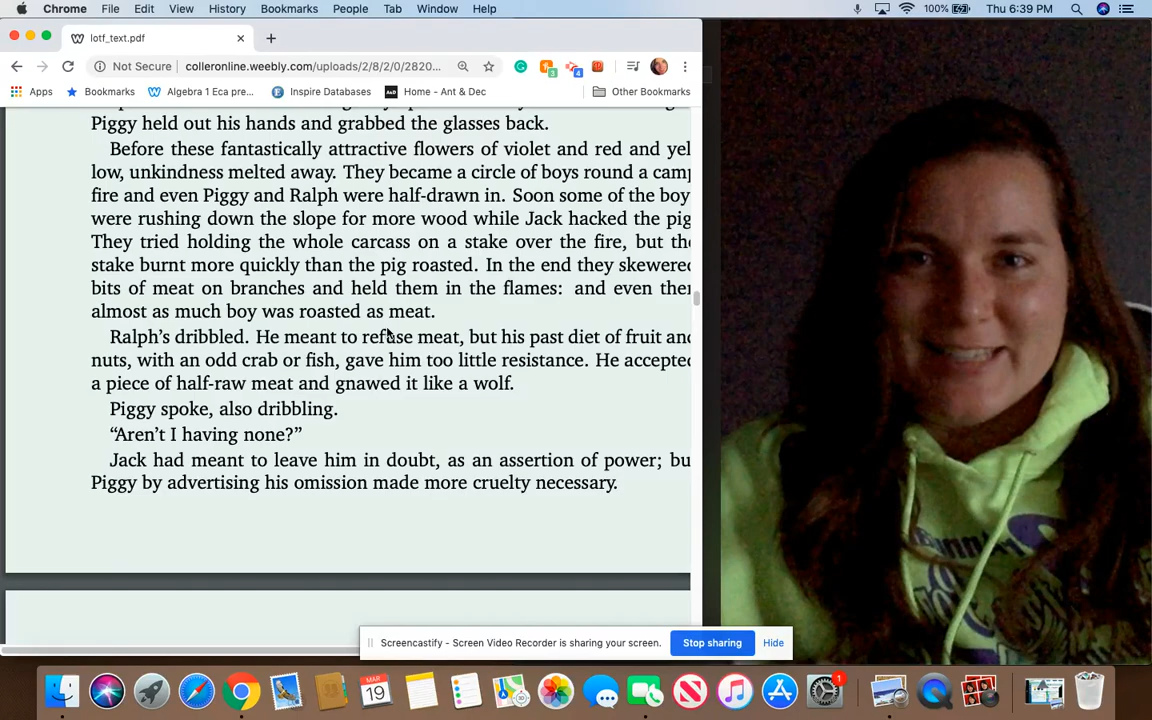 Chrome File Edit View History Bookmarks People Tab Window Help 100% Thu 6:39 PM
lotf_text.pdf
Not Secure colleronline.weebly.com/uploads/2/8/2/0/2820... 3 4
Apps Bookmarks Algebra 1 Eca pre... Inspire Databases Home - Ant & Dec Other Bookmarks
Piggy held out his hands and grabbed the glasses back.
Before these fantastically attractive flowers of violet and red and yel
low, unkindness melted away. They became a circle of boys round a camp
fire and even Piggy and Ralph were half-drawn in. Soon some of the boy
were rushing down the slope for more wood while Jack hacked the pig
They tried holding the whole carcass on a stake over the fire, but the
stake burnt more quickly than the pig roasted. In the end they skewered
bits of meat on branches and held them in the flames: and even then
almost as much boy was roasted as meat.
Ralph’s dribbled. He meant to refuse meat, but his past diet of fruit and
nuts, with an odd crab or fish, gave him too little resistance. He accepted
a piece of half-raw meat and gnawed it like a wolf.
Piggy spoke, also dribbling.
“Aren’t I having none?”
Jack had meant to leave him in doubt, as an assertion of power; bu
Piggy by advertising his omission made more cruelty necessary.
Screencastify - Screen Video Recorder is sharing your screen. Stop sharing Hide
MAR
19
1